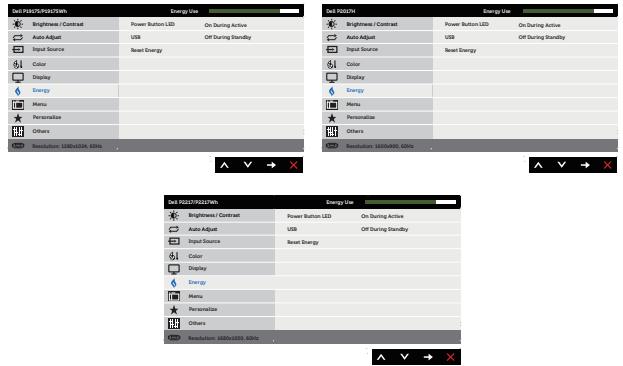 Dell P1917S/P1917SWh Energy Use
Brightness / Contrast Power Button LED On During Active
Auto Adjust USB Off During Standby
Input Source Reset Energy
Color
Display
Energy
Menu
Personalize
Others
Resolution: 1280x1024, 60Hz
Dell P2017H Energy Use
Brightness / Contrast Power Button LED On During Active
Auto Adjust USB Off During Standby
Input Source Reset Energy
Color
Display
Energy
Menu
Personalize
Others
Resolution: 1600x900, 60Hz
Dell P2217/P2217Wh Energy Use
Brightness / Contrast Power Button LED On During Active
Auto Adjust USB Off During Standby
Input Source Reset Energy
Color
Display
Energy
Menu
Personalize
Others
Resolution: 1680x1050, 60Hz